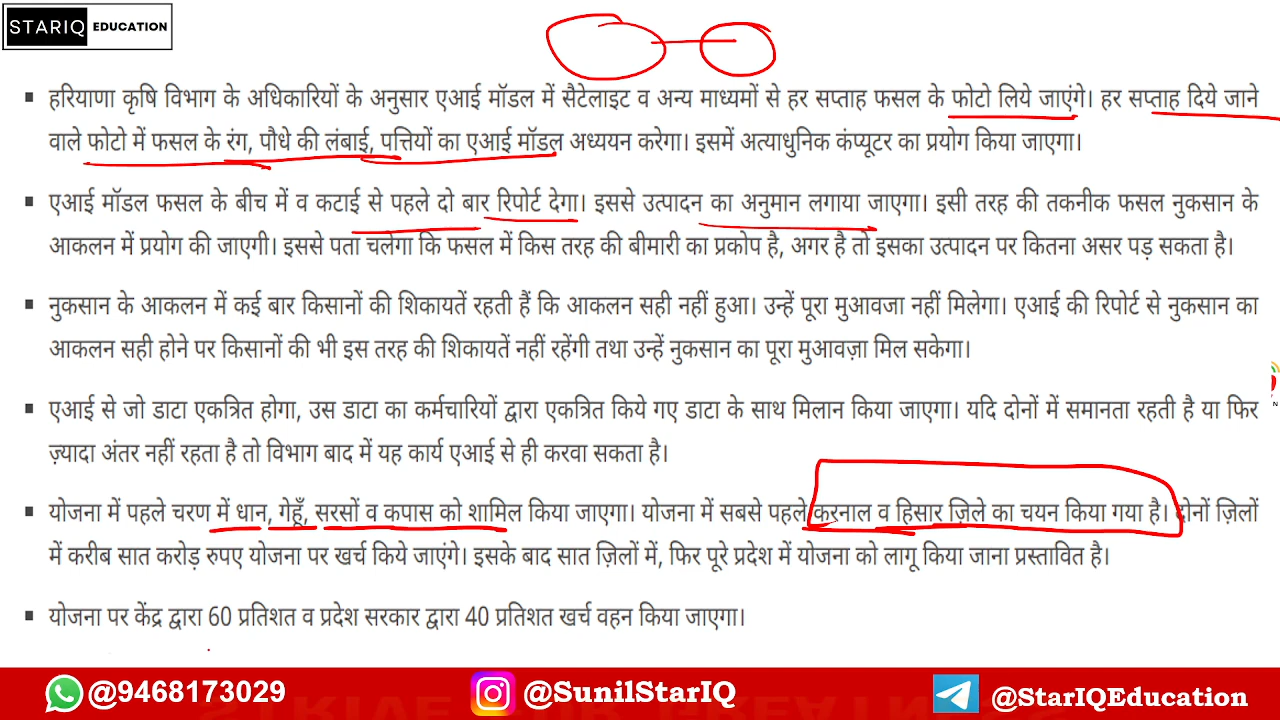 STARIQ EDUCATION
▪ हरियाणा कृषि विभाग के अधिकारियों के अनुसार एआई मॉडल में सैटेलाइट व अन्य माध्यमों से हर सप्ताह फसल के फोटो लिये जाएंगे। हर सप्ताह दिये जाने
वाले फोटो में फसल के रंग, पौधे की लंबाई, पत्तियों का एआई मॉडल अध्ययन करेगा। इसमें अत्याधुनिक कंप्यूटर का प्रयोग किया जाएगा।
▪ एआई मॉडल फसल के बीच में व कटाई से पहले दो बार रिपोर्ट देगा। इससे उत्पादन का अनुमान लगाया जाएगा। इसी तरह की तकनीक फसल नुकसान के
आकलन में प्रयोग की जाएगी। इससे पता चलेगा कि फसल में किस तरह की बीमारी का प्रकोप है, अगर है तो इसका उत्पादन पर कितना असर पड़ सकता है।
▪ नुकसान के आकलन में कई बार किसानों की शिकायतें रहती हैं कि आकलन सही नहीं हुआ। उन्हें पूरा मुआवजा नहीं मिलेगा। एआई की रिपोर्ट से नुकसान का
आकलन सही होने पर किसानों की भी इस तरह की शिकायतें नहीं रहेंगी तथा उन्हें नुकसान का पूरा मुआवज़ा मिल सकेगा।
▪ एआई से जो डाटा एकत्रित होगा, उस डाटा का कर्मचारियों द्वारा एकत्रित किये गए डाटा के साथ मिलान किया जाएगा। यदि दोनों में समानता रहती है या फिर
ज़्यादा अंतर नहीं रहता है तो विभाग बाद में यह कार्य एआई से ही करवा सकता है।
▪ योजना में पहले चरण में धान, गेहूँ, सरसों व कपास को शामिल किया जाएगा। योजना में सबसे पहले करनाल व हिसार ज़िले का चयन किया गया है। दोनों ज़िलों
में करीब सात करोड़ रुपए योजना पर खर्च किये जाएंगे। इसके बाद सात ज़िलों में, फिर पूरे प्रदेश में योजना को लागू किया जाना प्रस्तावित है।
▪ योजना पर केंद्र द्वारा 60 प्रतिशत व प्रदेश सरकार द्वारा 40 प्रतिशत खर्च वहन किया जाएगा।
@9468173029 @SunilStarIQ @StarIQEducation